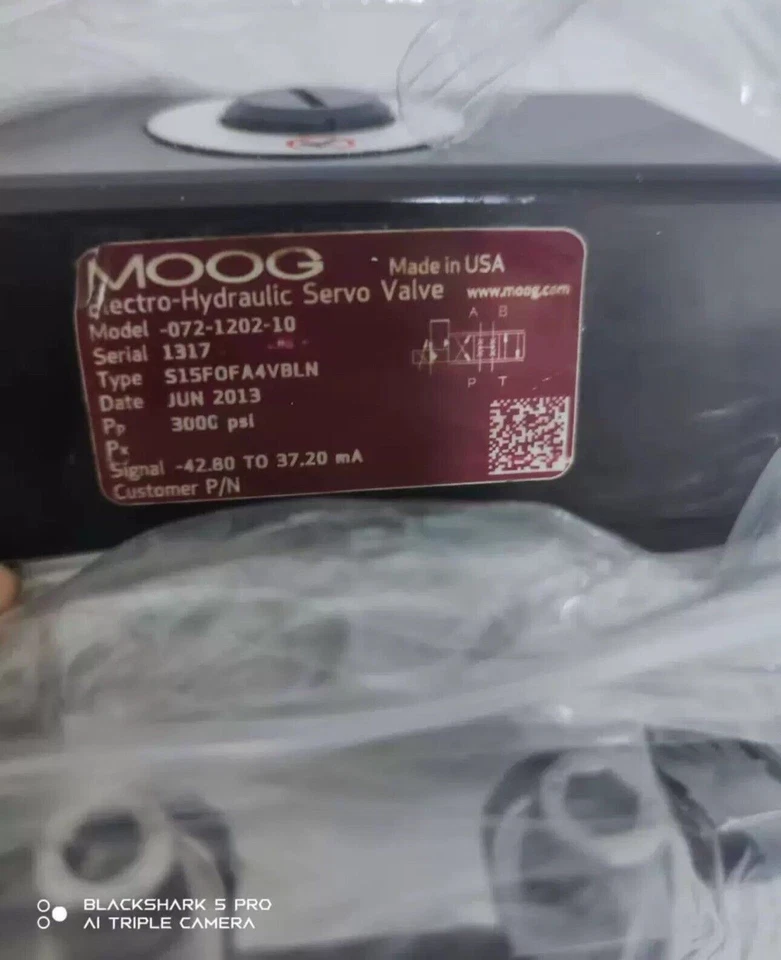 MOOG
Made in USA
Electro-Hydraulic Servo Valve
www.moog.com
Model -072-1202-10
Serial 1317
Type S15FOFA4VBLN
Date JUN 2013
Pp 3000 psi
Px
Signal -42.80 TO 37.20 mA
Customer P/N
A B
P T
BLACKSHARK 5 PRO
AI TRIPLE CAMERA